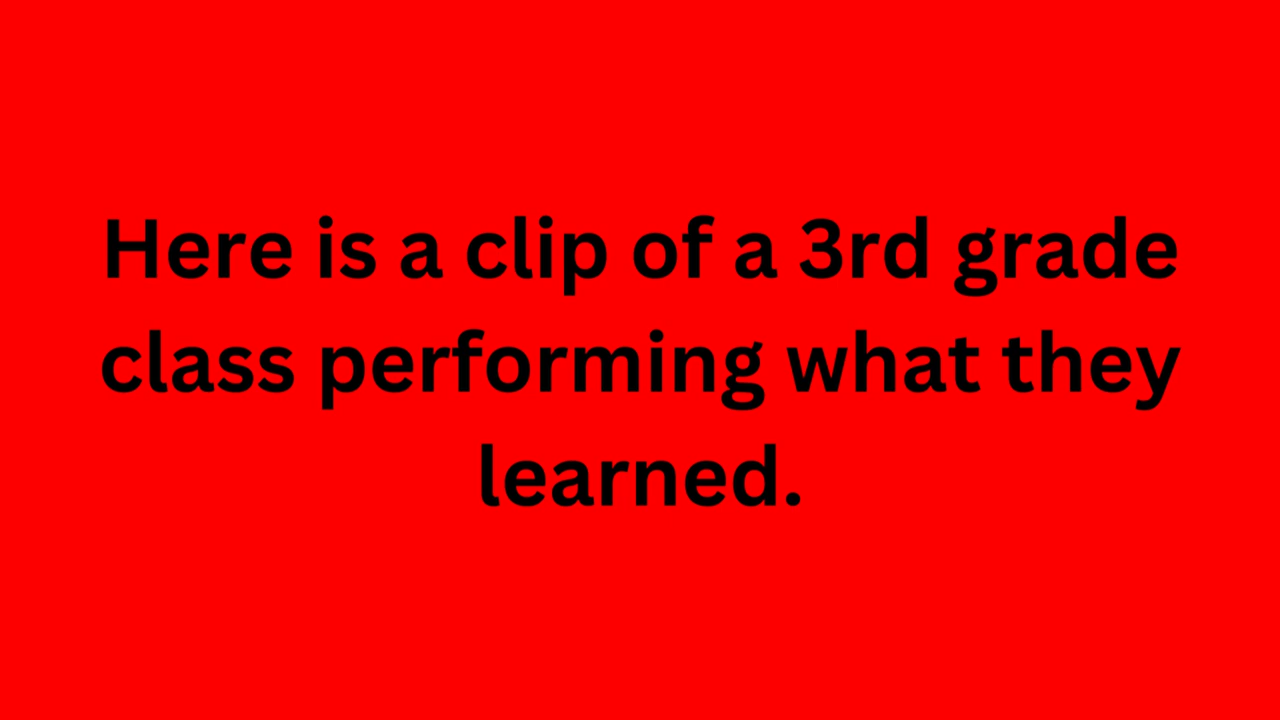 Here is a clip of a 3rd grade
class performing what they
learned.